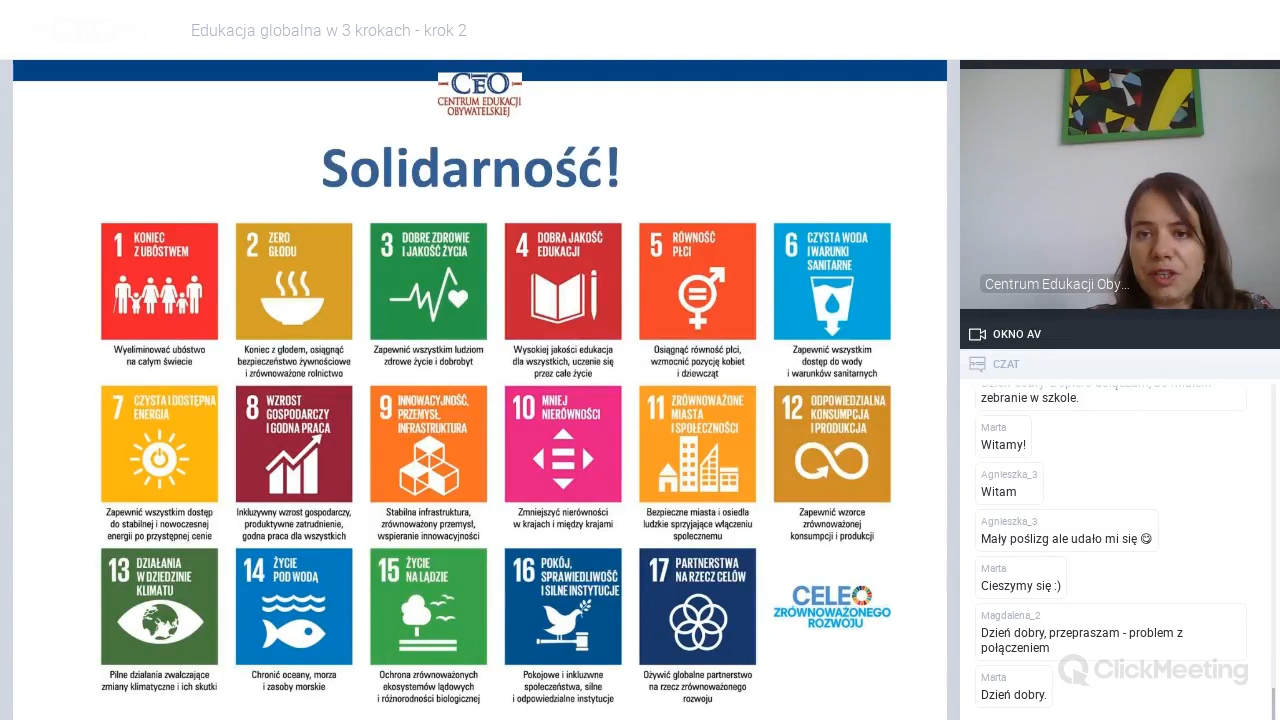 Edukacja globalna w 3 krokach - krok 2
CEO
CENTRUM EDUKACJI
OBYWATELSKIEJ
Solidarność!
1 KONIEC
Z UBÓSTWEM
Wyeliminować ubóstwo
na całym świecie
2 ZERO
GŁODU
Koniec z głodem, osiągnąć
bezpieczeństwo żywnościowe
i zrównoważone rolnictwo
3 DOBRE ZDROWIE
I JAKOŚĆ ŻYCIA
Zapewnić wszystkim ludziom
zdrowe życie i dobrobyt
4 DOBRA JAKOŚĆ
EDUKACJI
Wysokiej jakości edukacja
dla wszystkich, uczenie się
przez całe życie
5 RÓWNOŚĆ
PŁCI
Osiągnąć równość płci,
wzmocnić pozycję kobiet
i dziewcząt
6 CZYSTA WODA
I WARUNKI
SANITARNE
Zapewnić wszystkim
dostęp do wody
i warunków sanitarnych
7 CZYSTA I DOSTĘPNA
ENERGIA
Zapewnić wszystkim dostęp
do stabilnej i nowoczesnej
energii po przystępnej cenie
8 WZROST
GOSPODARCZY
I GODNA PRACA
Inkluzywny wzrost gospodarczy,
produktywne zatrudnienie,
godna praca dla wszystkich
9 INNOWACYJNOŚĆ,
PRZEMYSŁ,
INFRASTRUKTURA
Stabilna infrastruktura,
zrównoważony przemysł,
wspieranie innowacyjności
10 MNIEJ
NIERÓWNOŚCI
Zmniejszyć nierówności
w krajach i między krajami
11 ZRÓWNOWAŻONE
MIASTA
I SPOŁECZNOŚCI
Bezpieczne miasta i osiedla
ludzkie sprzyjające włączeniu
społecznemu
12 ODPOWIEDZIALNA
KONSUMPCJA
I PRODUKCJA
Zapewnić wzorce
zrównoważonej
konsumpcji i produkcji
13 DZIAŁANIA
W DZIEDZINIE
KLIMATU
Pilne działania zwalczające
zmiany klimatyczne i ich skutki
14 ŻYCIE
POD WODĄ
Chronić oceany, morza
i zasoby morskie
15 ŻYCIE
NA LĄDZIE
Ochrona zrównoważonych
ekosystemów lądowych
i różnorodności biologicznej
16 POKÓJ,
SPRAWIEDLIWOŚĆ
I SILNE INSTYTUCJE
Pokojowe i inkluzwne
społeczeństwa, silne
i odpowiedzialne instytucje
17 PARTNERSTWA
NA RZECZ CELÓW
Ożywić globalne partnerstwo
na rzecz zrównoważonego
rozwoju
CELE
ZRÓWNOWAŻONEGO
ROZWOJU
Centrum Edukacji Oby...
OKNO AV
CZAT
zebranie w szkole.
Marta
Witamy!
Agnieszka_3
Witam
Agnieszka_3
Mały poślizg ale udało mi się 😋
Marta
Cieszymy się :)
Magdalena_2
Dzień dobry, przepraszam - problem z
połączeniem
Marta
Dzień dobry.
ClickMeeting